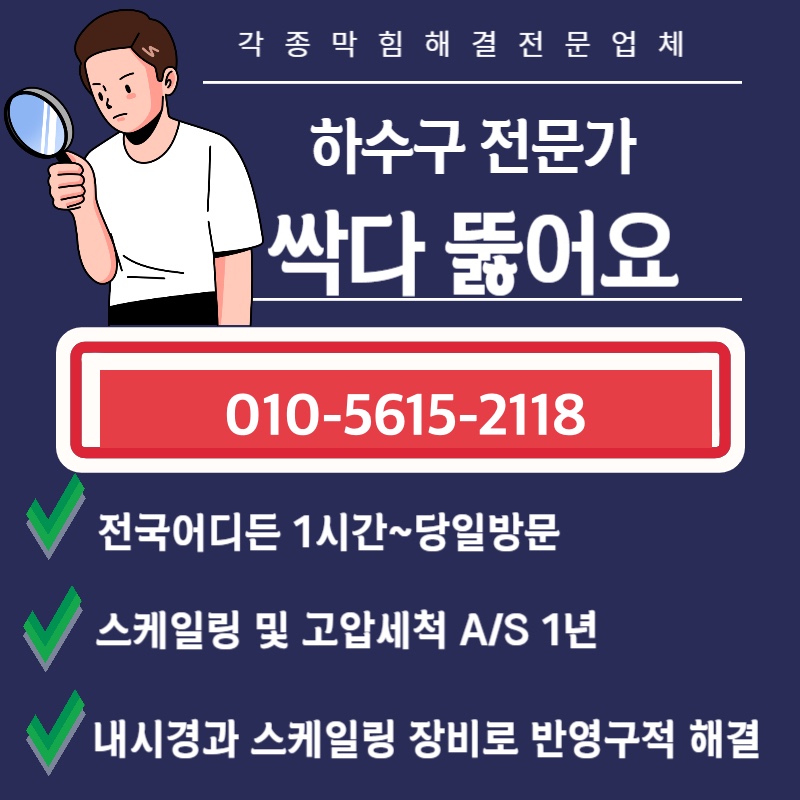 각종막힘해결전문업체
하수구 전문가
싹다 뚫어요
010-5615-2118
전국어디든 1시간~당일방문
스케일링 및 고압세척 A/S 1년
내시경과 스케일링 장비로 반영구적 해결